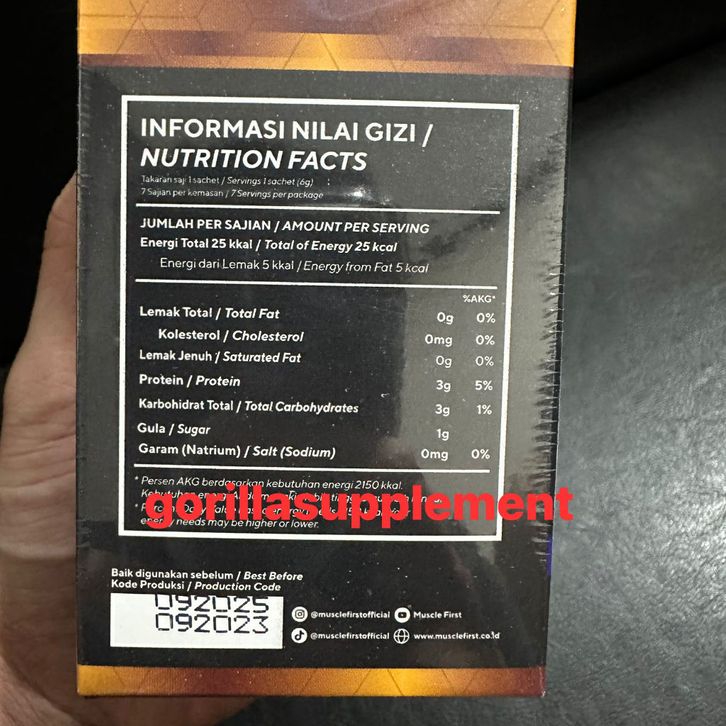 INFORMASI NILAI GIZI /
NUTRITION FACTS
Takaran saji 1 sachet / Servings 1 sachet (6g)
7 Sajian per kemasan / 7 Servings per package
JUMLAH PER SAJIAN / AMOUNT PER SERVING
Energi Total 25 kkal / Total of Energy 25 kcal
Energi dari Lemak 5 kkal / Energy from Fat 5 kcal
%AKG*
Lemak Total / Total Fat 0g 0%
Kolesterol / Cholesterol 0mg 0%
Lemak Jenuh / Saturated Fat 0g 0%
Protein / Protein 3g 5%
Karbohidrat Total / Total Carbohydrates 3g 1%
Gula / Sugar 1g
Garam (Natrium) / Salt (Sodium) 0mg 0%
* Persen AKG berdasarkan kebutuhan energi 2150 kkal.
Kebutuhan energi
gorillasupplement
energy needs may be higher or lower.
Baik digunakan sebelum / Best Before
Kode Produksi / Production Code
092025
092023
@musclefirstofficial Muscle First
@musclefirstofficial www.musclefirst.co.id